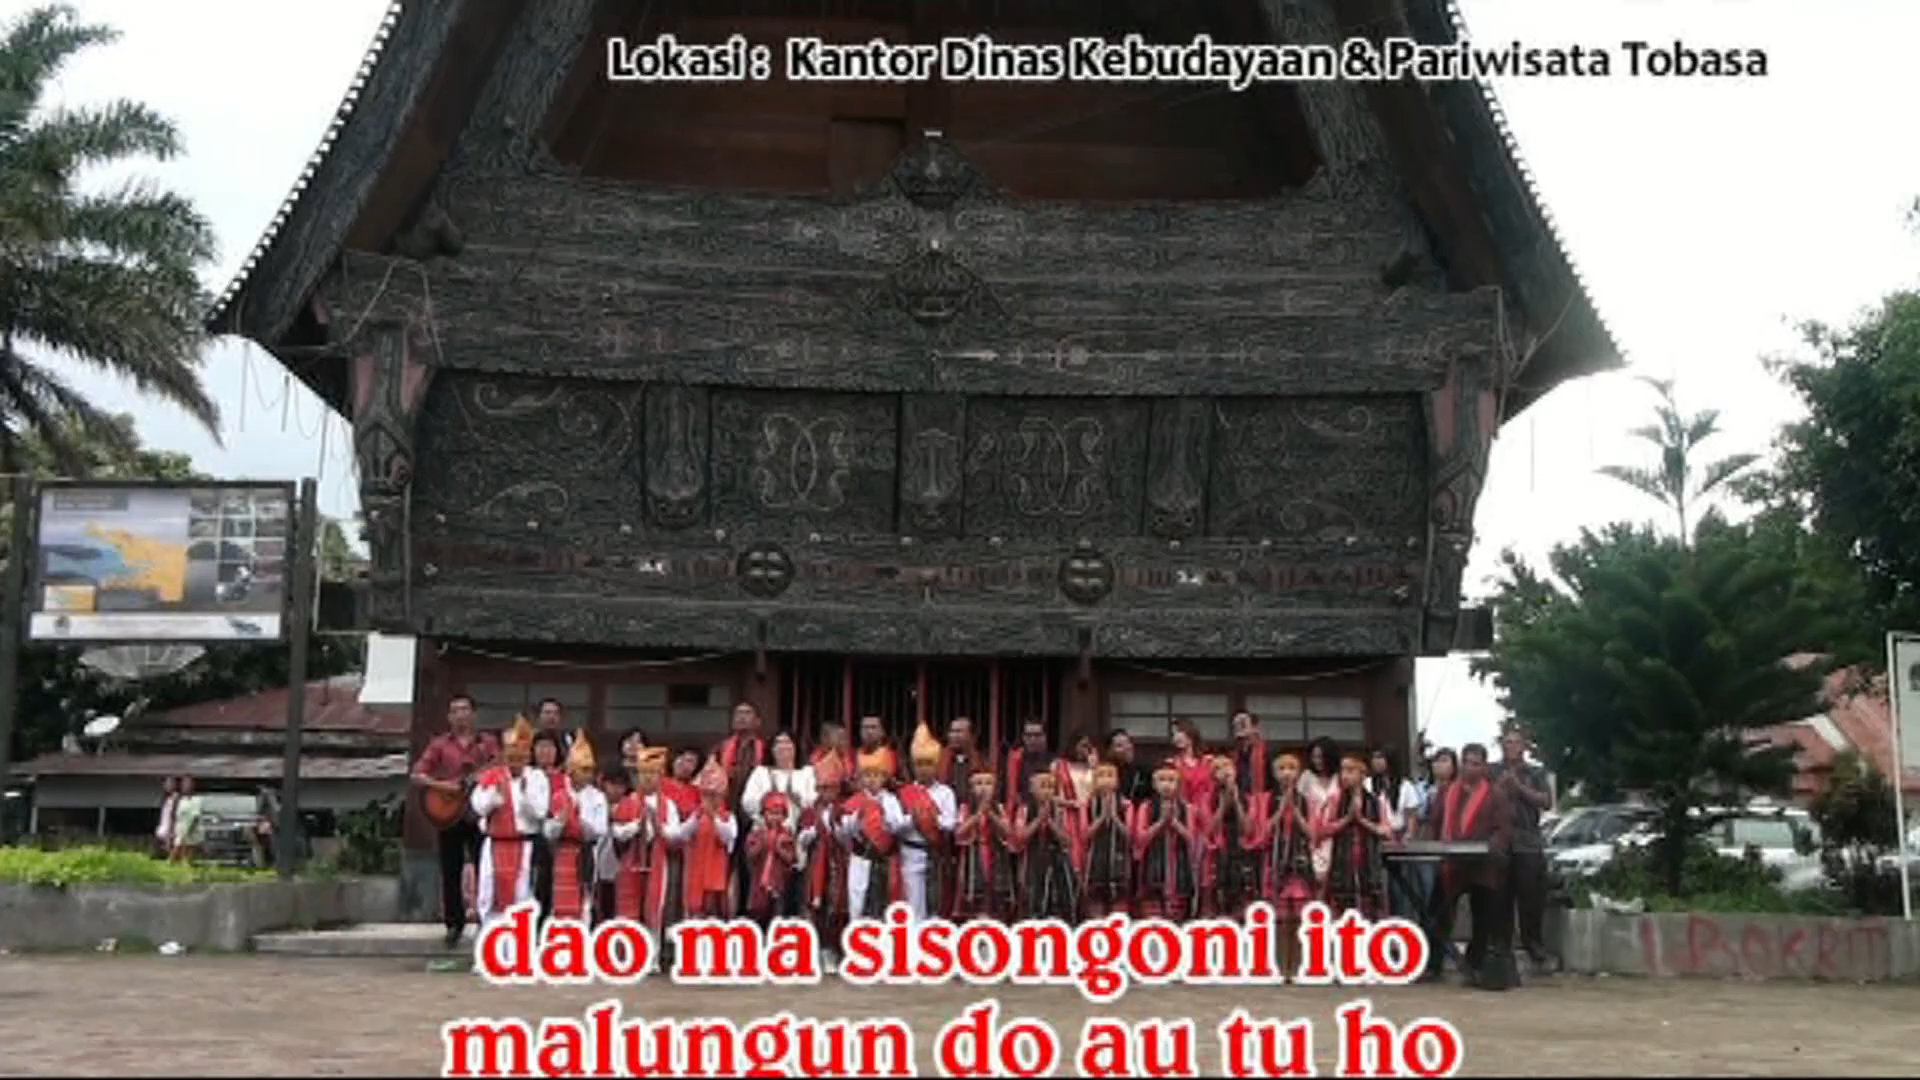 Lokasi : Kantor Dinas Kebudayaan & Pariwisata Tobasa
dao ma sisongoni ito
malungun do au tu ho